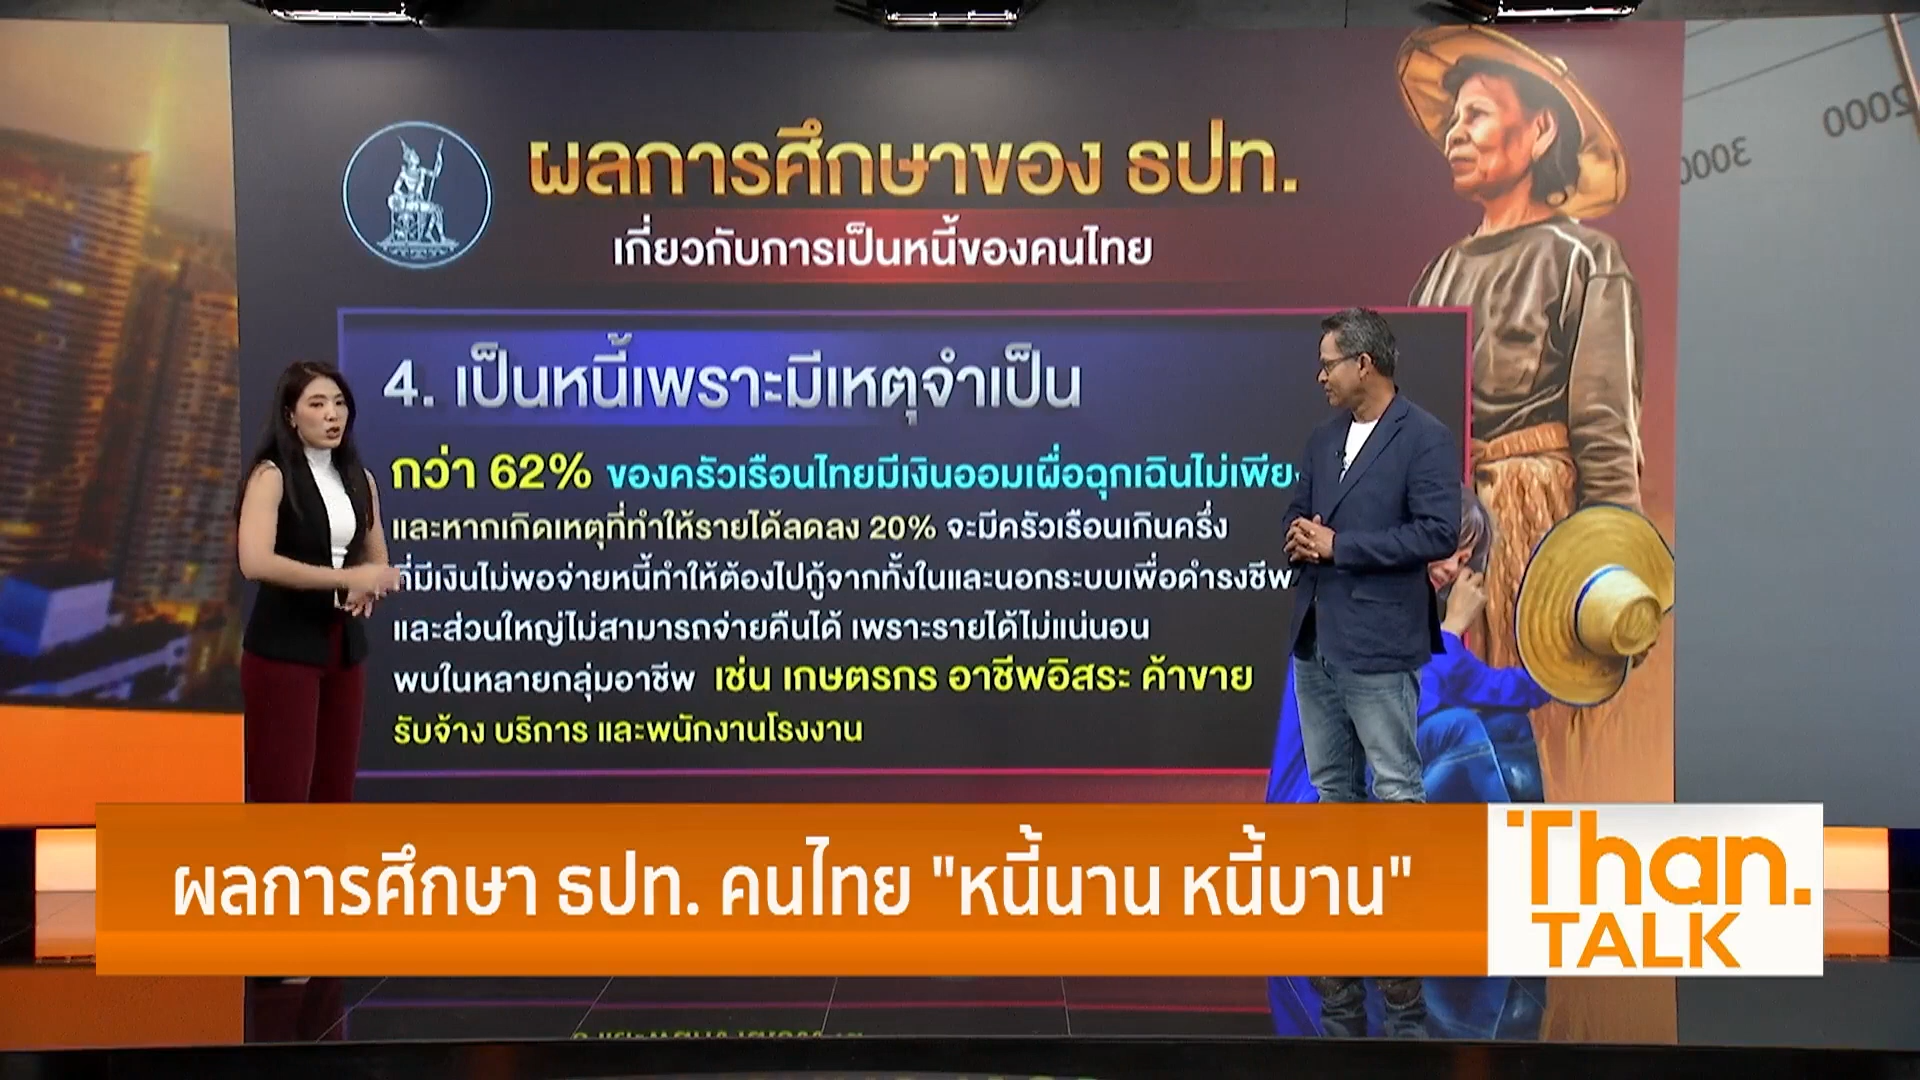 ผลการศึกษาของ ธปท.
เกี่ยวกับการเป็นหนี้ของคนไทย
4. เป็นหนี้เพราะมีเหตุจำเป็น
กว่า 62% ของครัวเรือนไทยมีเงินออมเผื่อฉุกเฉินไม่เพีย
และหากเกิดเหตุที่ทำให้รายได้ลดลง 20% จะมีครัวเรือนเกินครึ่ง
ที่มีเงินไม่พอจ่ายหนี้ทำให้ต้องไปกู้จากทั้งในและนอกระบบเพื่อดำรงชีพ
และส่วนใหญ่ไม่สามารถจ่ายคืนได้ เพราะรายได้ไม่แน่นอน
พบในหลายกลุ่มอาชีพ เช่น เกษตรกร อาชีพอิสระ ค้าขาย
รับจ้าง บริการ และพนักงานโรงงาน
2000
3000
ผลการศึกษา ธปท. คนไทย "หนี้นาน หนี้บาน"
Than.
TALK